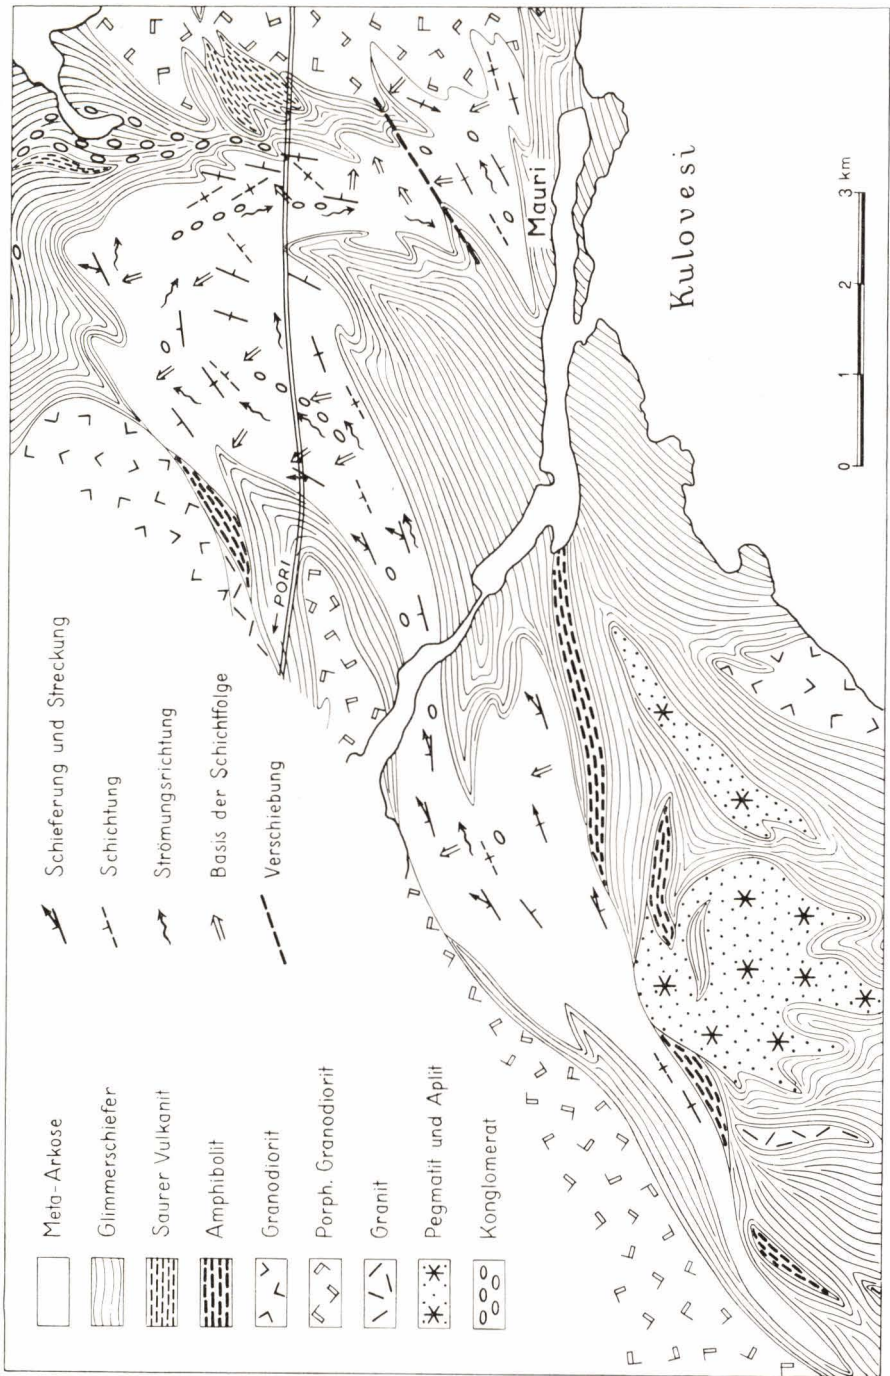 Meta-Arkose
Glimmerschiefer
Saurer Vulkanit
Amphibolit
Granodiorit
Porph. Granodiorit
Granit
Pegmatit und Aplit
Konglomerat
Schieferung und Streckung
Schichtung
Strömungsrichtung
Basis der Schichtfolge
Verschiebung
PORI
Mauri
Kulovesi
0 1 2 3 km